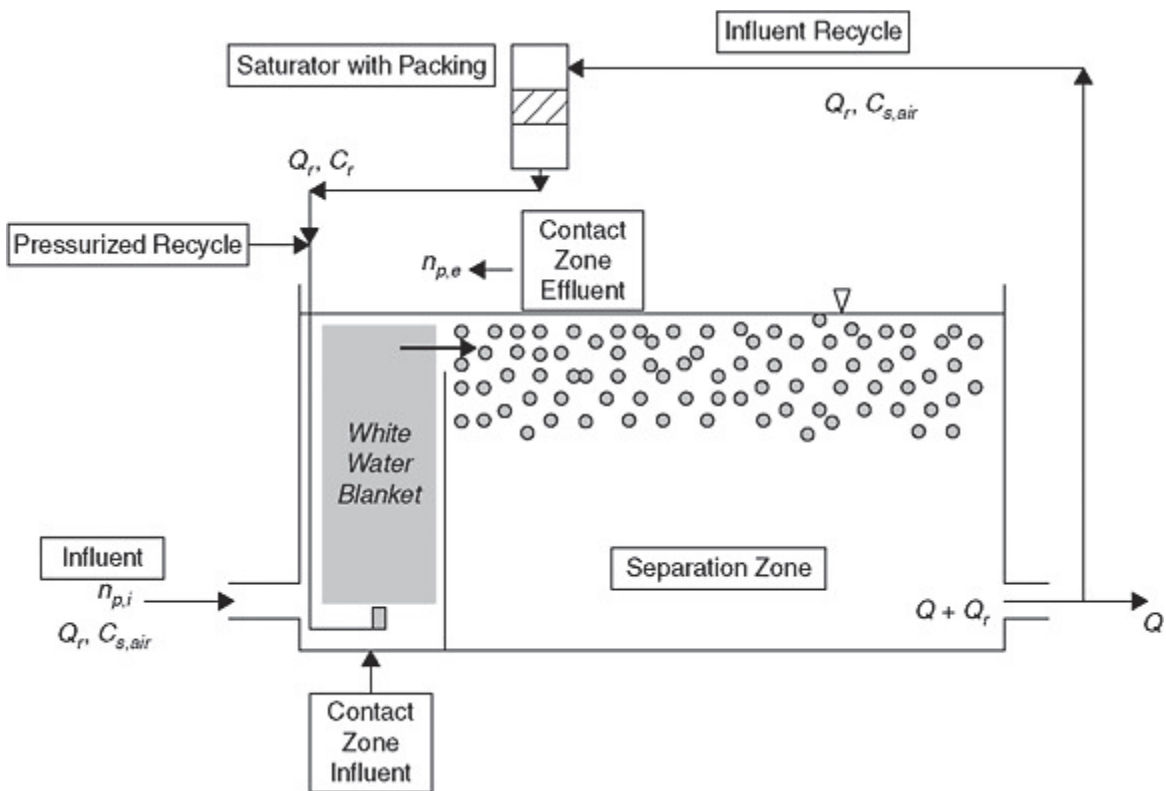 Influent Recycle
Saturator with Packing
Qr, Cs,air
Qr, Cr
Pressurized Recycle
Contact
Zone
Effluent
np,e
White
Water
Blanket
Influent
np,i
Qr, Cs,air
Separation Zone
Q + Qr
Q
Contact
Zone
Influent